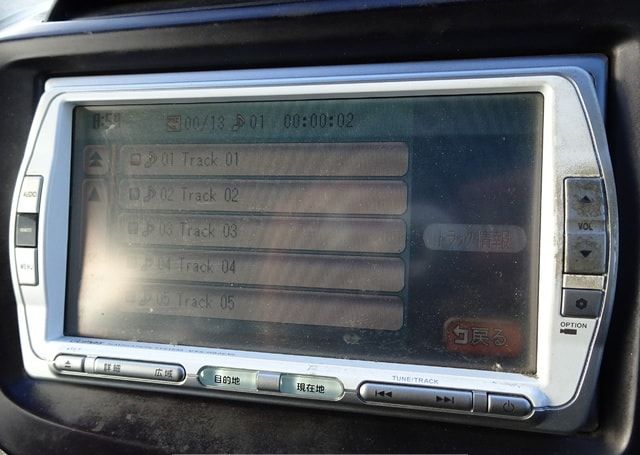 8:59 00/13 01 00:00:02
01 Track 01
02 Track 02
03 Track 03
04 Track 04
05 Track 05
トラック情報
戻る
AUDIO
MENU
VOL
OPTION
詳細 広域
目的地
現在地
TUNE/TRACK